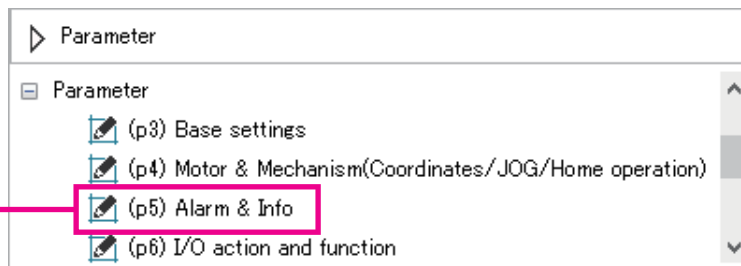 Parameter
Parameter
(p3) Base settings
(p4) Motor & Mechanism(Coordinates/JOG/Home operation)
(p5) Alarm & Info
(p6) I/O action and function